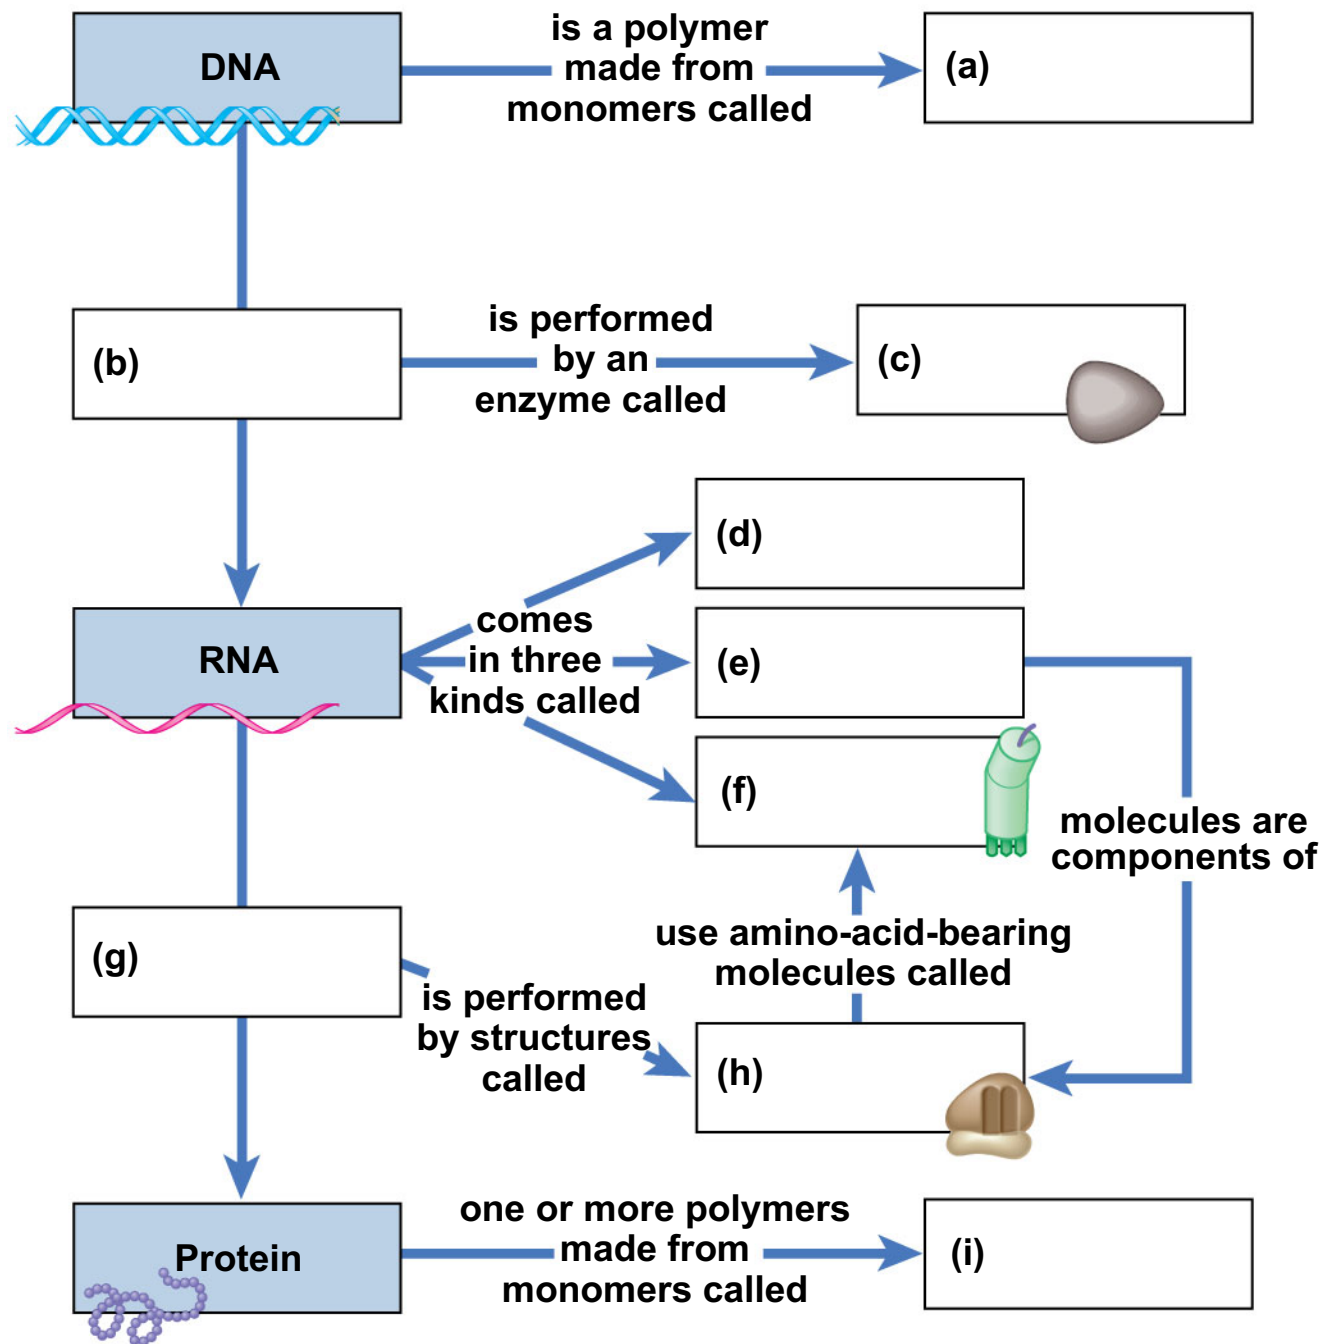 DNA
is a polymer
made from
monomers called
(a)
(b)
is performed
by an
enzyme called
(c)
(d)
RNA
comes
in three
kinds called
(e)
(f)
molecules are
components of
(g)
use amino-acid-bearing
molecules called
is performed
by structures
called
(h)
Protein
one or more polymers
made from
monomers called
(i)